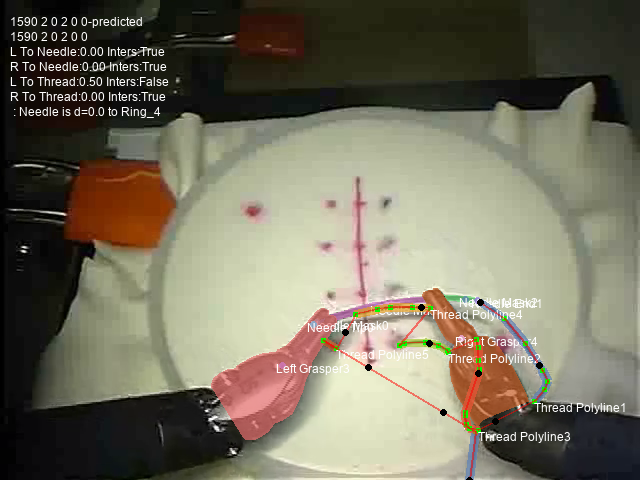 1590 2 0 2 0 0-predicted
1590 2 0 2 0 0
L To Needle:0.00 Inters:True
R To Needle:0.00 Inters:True
L To Thread:0.50 Inters:False
R To Thread:0.00 Inters:True
: Needle is d=0.0 to Ring_4
Thread Polyline4
Right Grasper4
Thread Polyline5
Thread Polyline2
Left Grasper3
Thread Polyline1
Thread Polyline3